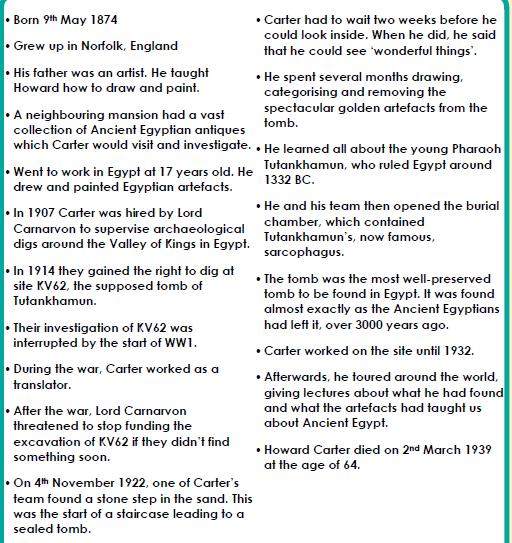 • Born 9th May 1874
• Grew up in Norfolk, England
• His father was an artist. He taught
Howard how to draw and paint.
• A neighbouring mansion had a vast
collection of Ancient Egyptian antiques
which Carter would visit and investigate.
• Went to work in Egypt at 17 years old. He
drew and painted Egyptian artefacts.
• In 1907 Carter was hired by Lord
Carnarvon to supervise archaeological
digs around the Valley of Kings in Egypt.
• In 1914 they gained the right to dig at
site KV62, the supposed tomb of
Tutankhamun.
• Their investigation of KV62 was
interrupted by the start of WW1.
• During the war, Carter worked as a
translator.
• After the war, Lord Carnarvon
threatened to stop funding the
excavation of KV62 if they didn't find
something soon.
• On 4th November 1922, one of Carter's
team found a stone step in the sand. This
was the start of a staircase leading to a
sealed tomb.
• Carter had to wait two weeks before he
could look inside. When he did, he said
that he could see 'wonderful things'.
• He spent several months drawing,
categorising and removing the
spectacular golden artefacts from the
tomb.
• He learned all about the young Pharaoh
Tutankhamun, who ruled Egypt around
1332 BC.
• He and his team then opened the burial
chamber, which contained
Tutankhamun's, now famous,
sarcophagus.
• The tomb was the most well-preserved
tomb to be found in Egypt. It was found
almost exactly as the Ancient Egyptians
had left it, over 3000 years ago.
• Carter worked on the site until 1932.
• Afterwards, he toured around the world,
giving lectures about what he had found
and what the artefacts had taught us
about Ancient Egypt.
• Howard Carter died on 2nd March 1939
at the age of 64.